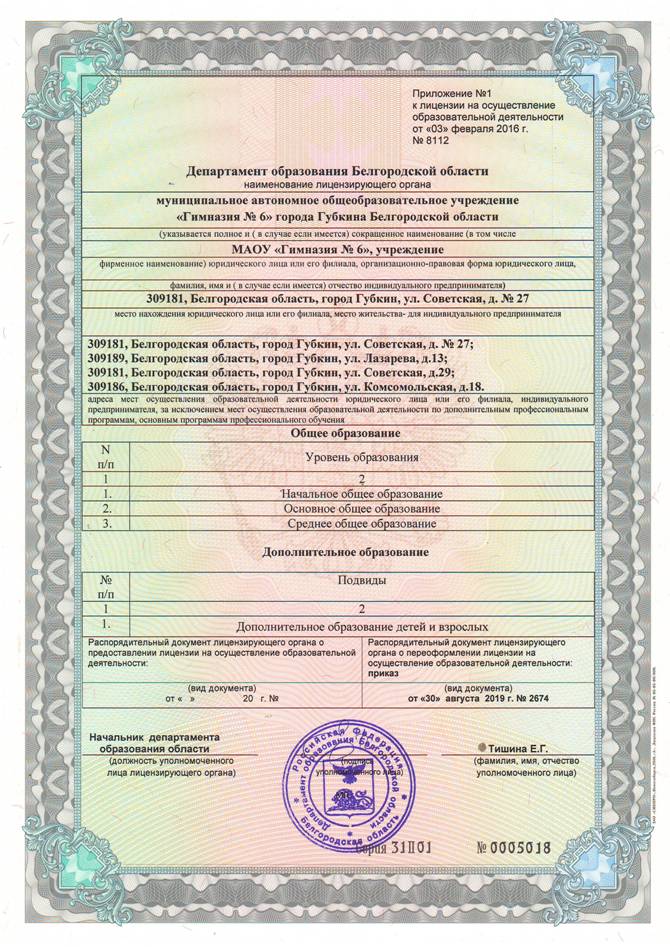 Приложение №1
к лицензии на осуществление
образовательной деятельности
от «03» февраля 2016 г.
№ 8112
Департамент образования Белгородской области
наименование лицензирующего органа
муниципальное автономное общеобразовательное учреждение
«Гимназия № 6» города Губкина Белгородской области
(указывается полное и ( в случае если имеется) сокращенное наименование (в том числе
МАОУ «Гимназия № 6», учреждение
фирменное наименование) юридического лица или его филиала, организационно-правовая форма юридического лица,
фамилия, имя и ( в случае если имеется) отчество индивидуального предпринимателя)
309181, Белгородская область, город Губкин, ул. Советская, д. № 27
место нахождения юридического лица или его филиала, место жительства- для индивидуального предпринимателя
309181, Белгородская область, город Губкин, ул. Советская, д. № 27;
309189, Белгородская область, город Губкин, ул. Лазарева, д.13;
309181, Белгородская область, город Губкин, ул. Советская, д.29;
309186, Белгородская область, город Губкин, ул. Комсомольская, д.18.
адреса мест осуществления образовательной деятельности юридического лица или его филиала, индивидуального
предпринимателя, за исключением мест осуществления образовательной деятельности по дополнительным профессиональным
программам, основным программам профессионального обучения
Общее образование
N п/п Уровень образования
1 2
1. Начальное общее образование
2. Основное общее образование
3. Среднее общее образование
Дополнительное образование
№ п/п Подвиды
1 2
1. Дополнительное образование детей и взрослых
Распорядительный документ лицензирующего органа о
предоставлении лицензии на осуществление образовательной
деятельности:
(вид документа)
от « » 20 г. №
Распорядительный документ лицензирующего
органа о переоформлении лицензии на
осуществление образовательной деятельности:
приказ
(вид документа)
от «30» августа 2019 г. № 2674
Начальник департамента
образования области
(должность уполномоченного
лица лицензирующего органа)
(подпись
уполномоченного лица)
Тишина Е.Г.
(фамилия, имя, отчество
уполномоченного лица)
Российская Федерация
Департамент образования Белгородской области
Белгородская область
Серия 31П01 № 0005018